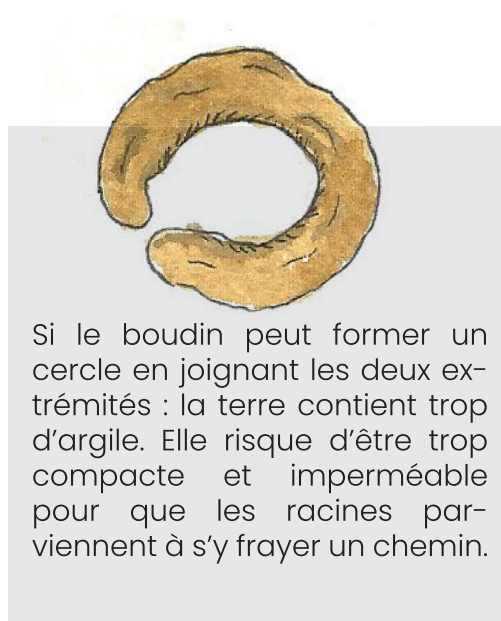 Si le boudin peut former un
cercle en joignant les deux ex-
trémités : la terre contient trop
d’argile. Elle risque d’être trop
compacte et imperméable
pour que les racines par-
viennent à s’y frayer un chemin.